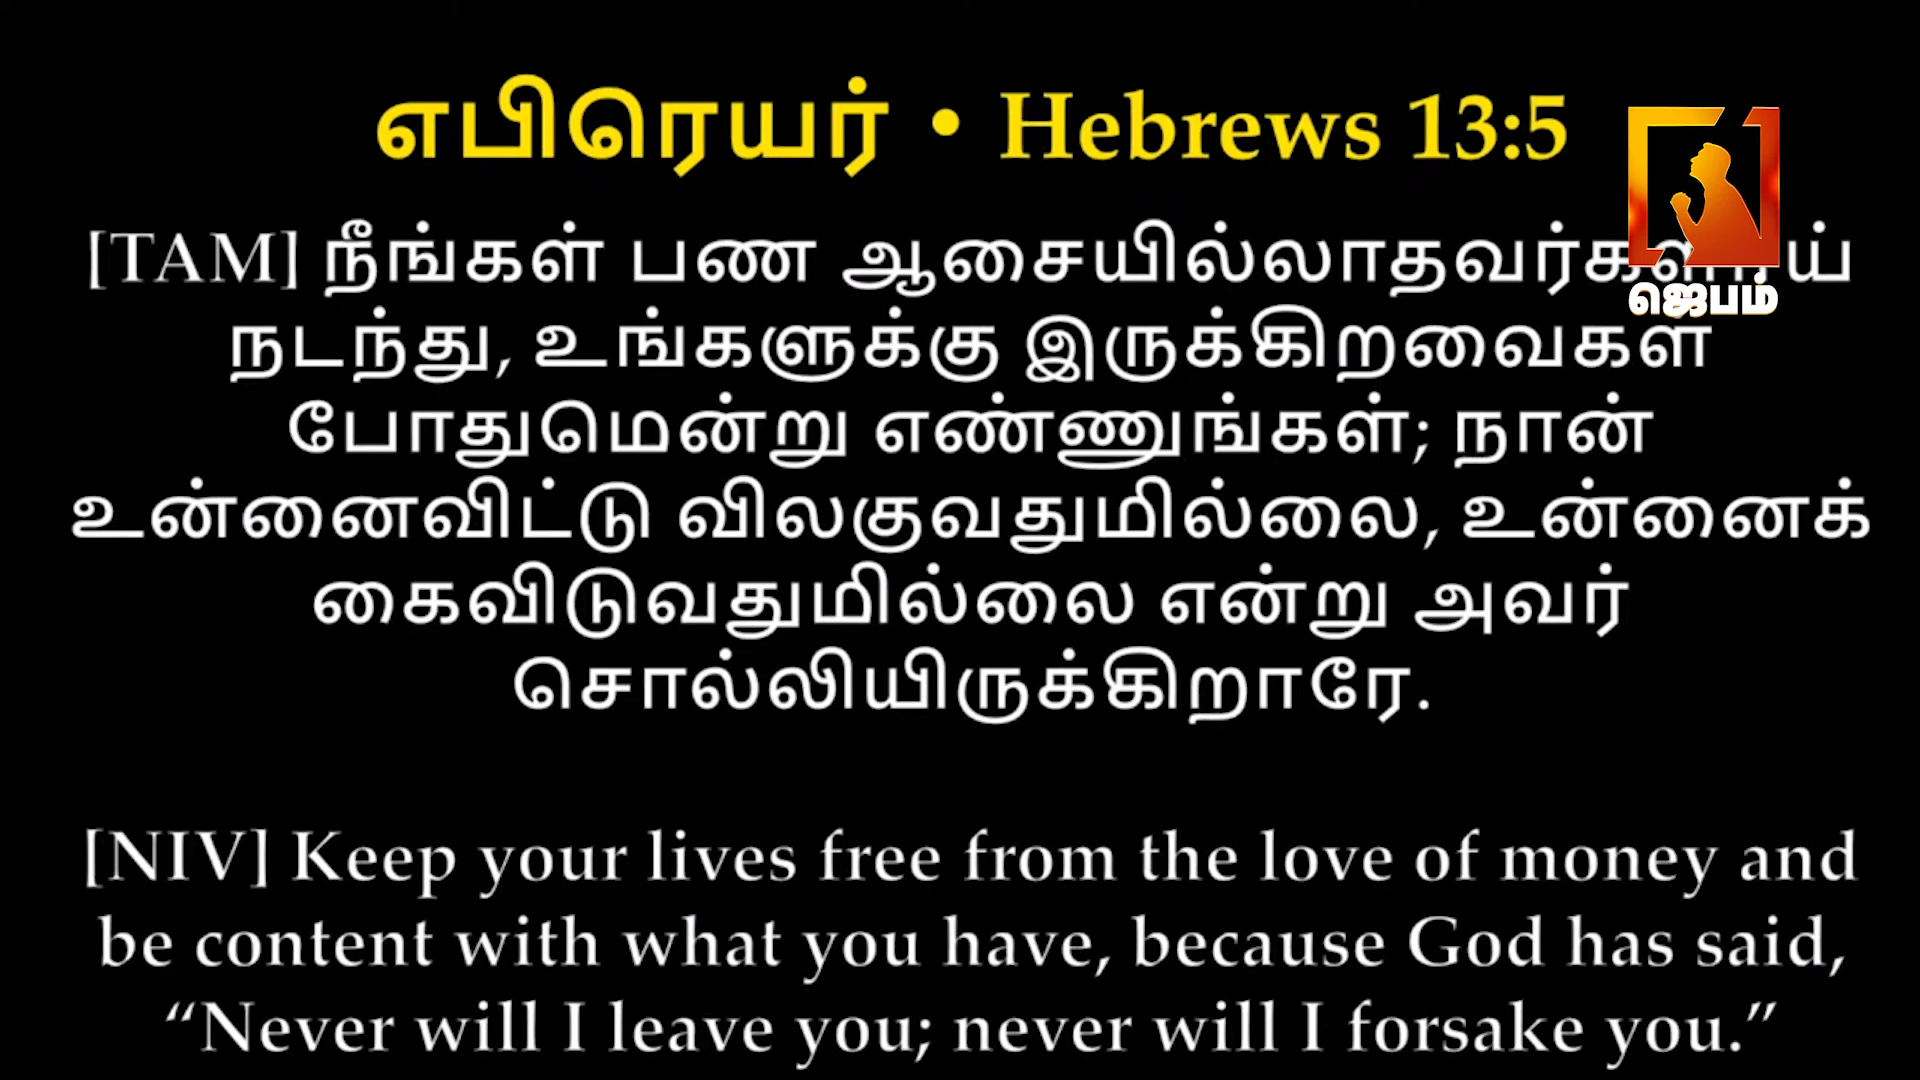 எபிரெயர் • Hebrews 13:5
[TAM] நீங்கள் பண ஆசையில்லாதவர்களாய்
நடந்து, உங்களுக்கு இருக்கிறவைகள்
போதுமென்று எண்ணுங்கள்; நான்
உன்னைவிட்டு விலகுவதுமில்லை, உன்னைக்
கைவிடுவதுமில்லை என்று அவர்
சொல்லியிருக்கிறாரே.
[NIV] Keep your lives free from the love of money and
be content with what you have, because God has said,
“Never will I leave you; never will I forsake you.”
ஜெபம்